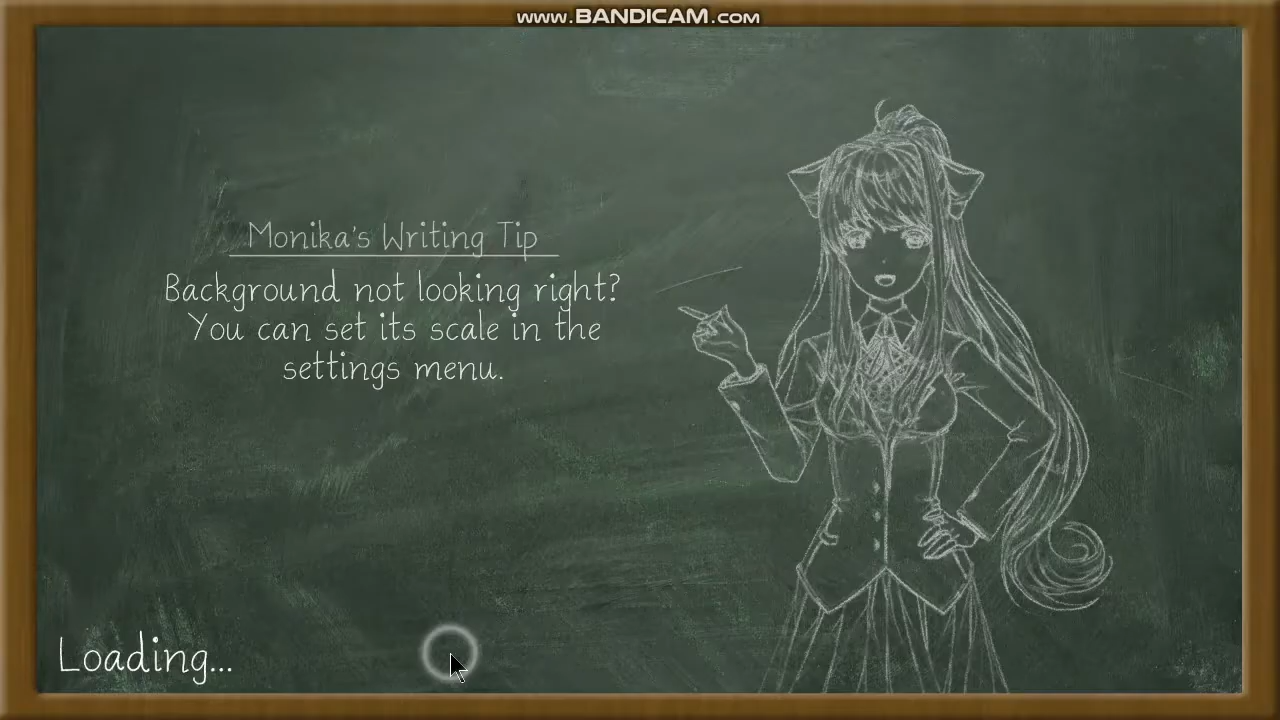 www.BANDICAM.com
Monika's Writing Tip
Background not looking right?
You can set its scale in the
settings menu.
Loading...